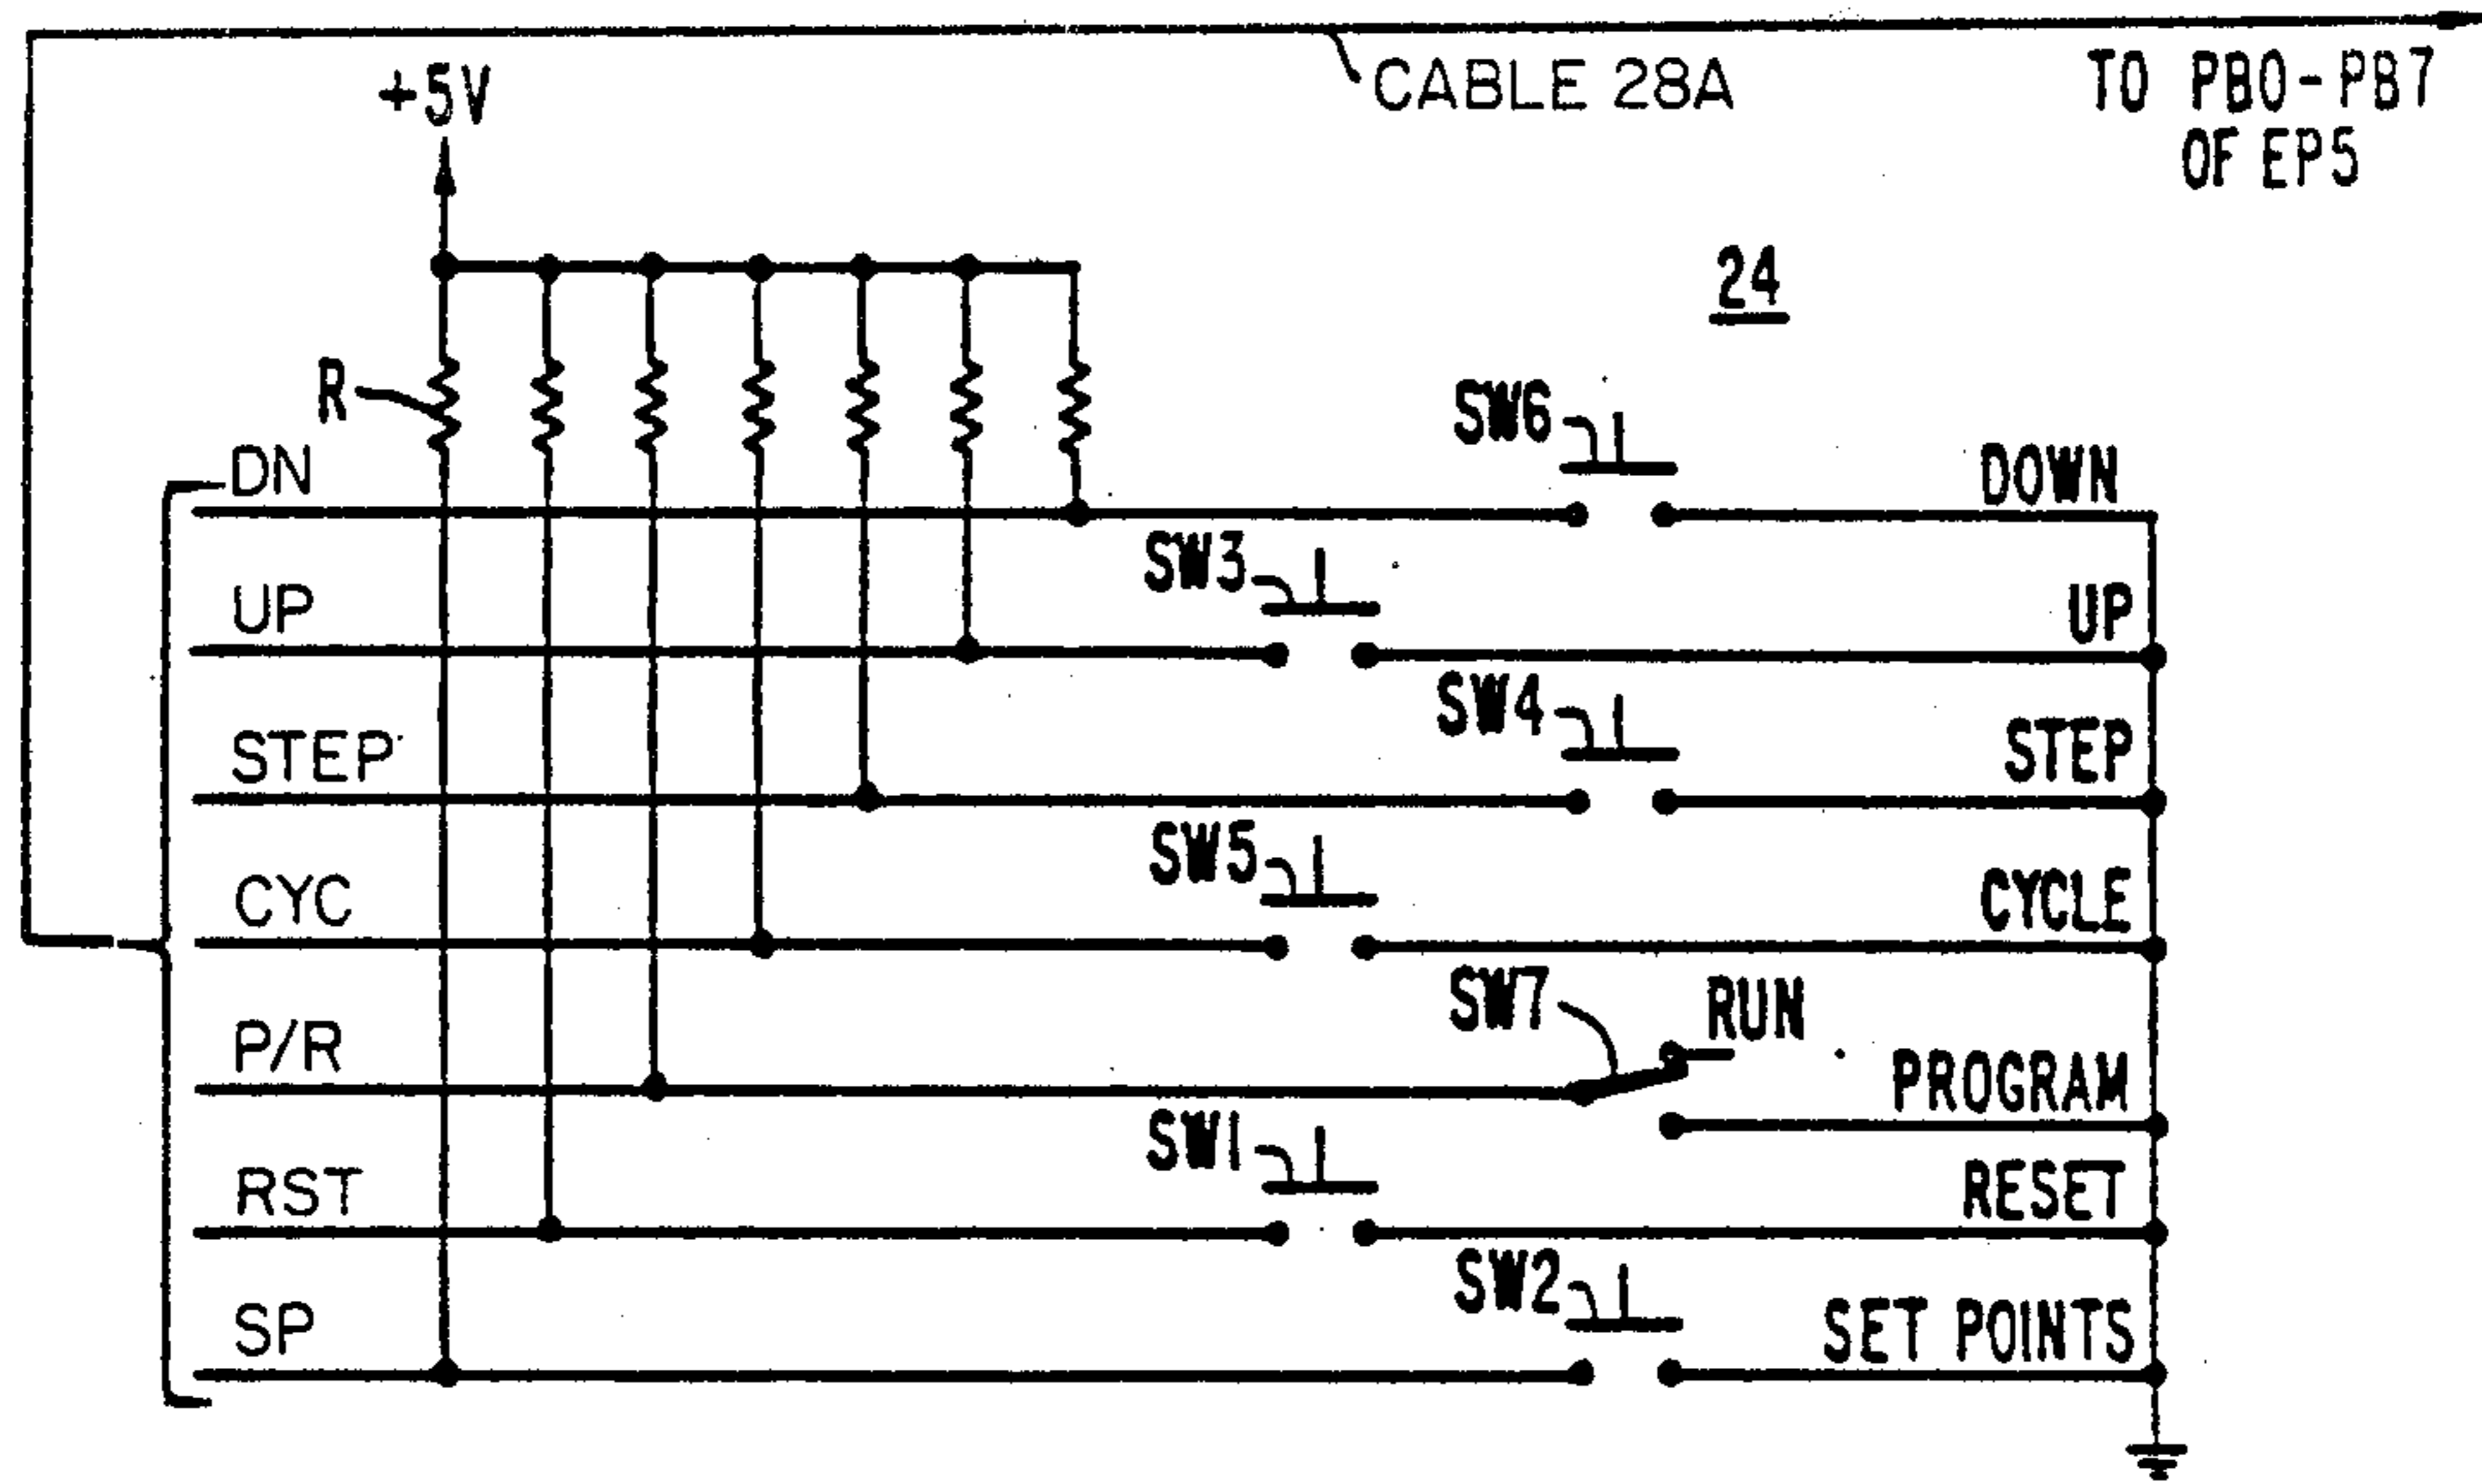 CABLE 28A
TO PB0-PB7
OF EP5
+5V
24
R
SW6
DN
DOWN
SW3
UP
UP
SW4
STEP
STEP
SW5
CYC
CYCLE
SW7
RUN
P/R
PROGRAM
SW1
RST
RESET
SW2
SP
SET POINTS